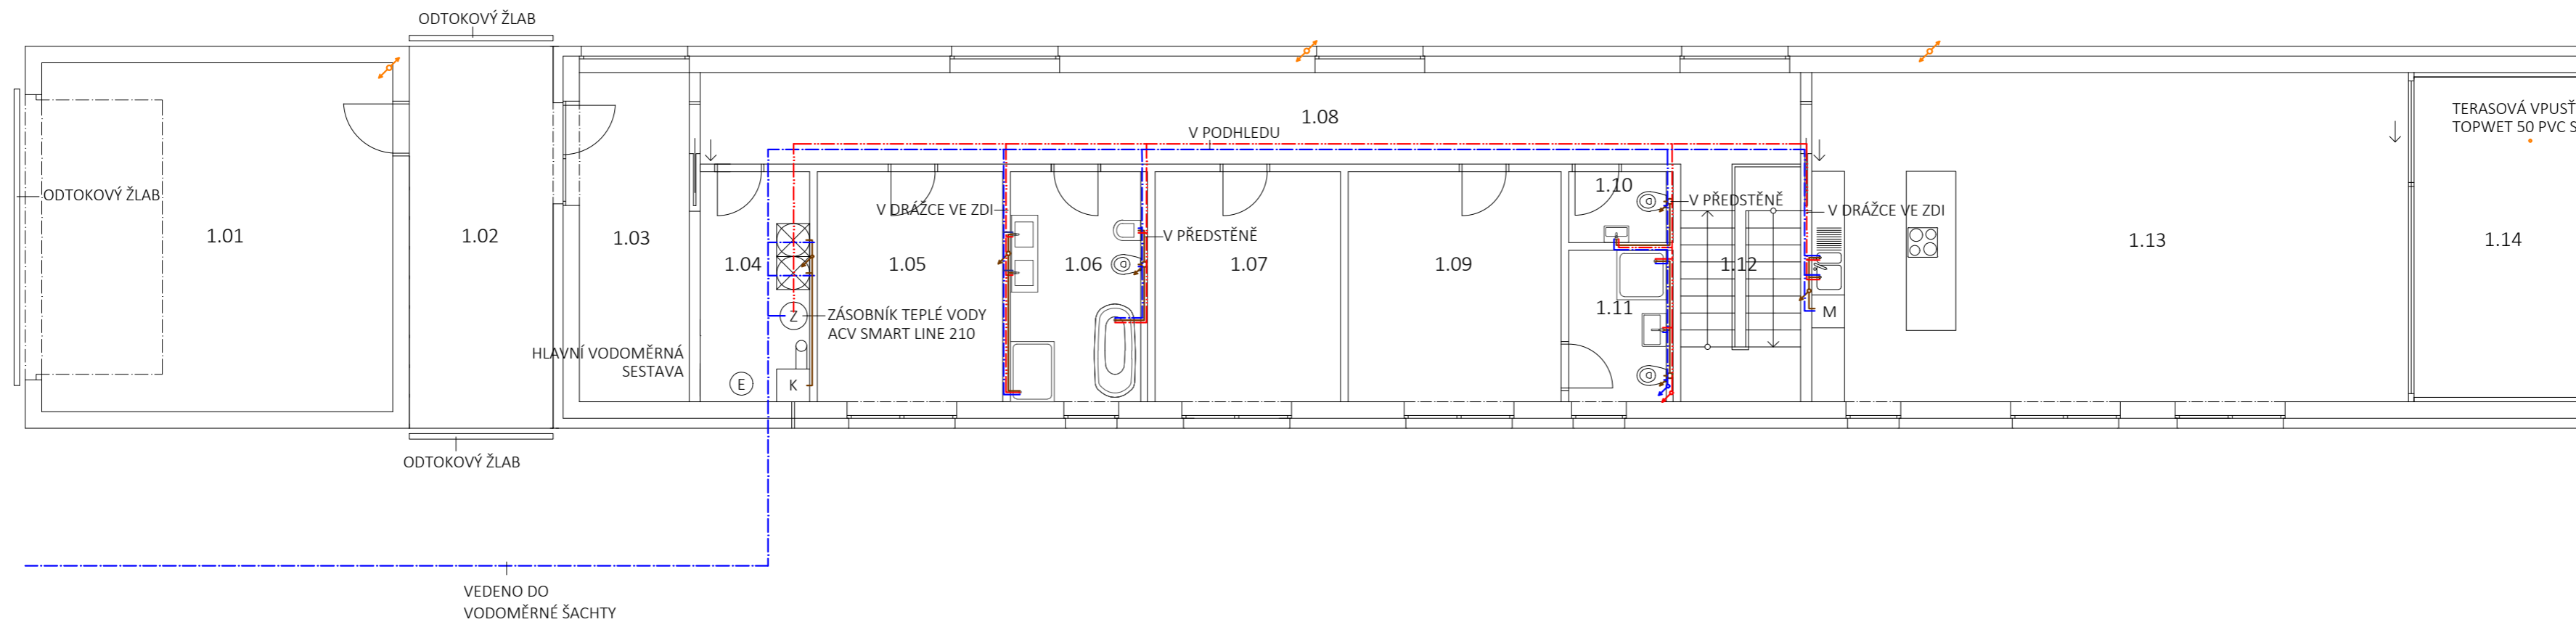 ODTOKOVÝ ŽLAB
1.08
V PODHLEDU
TERASOVÁ VPUSŤ
TOPWET 50 PVC S
ODTOKOVÝ ŽLAB
1.01
1.02
1.03
1.04
1.05
V DRÁŽCE VE ZDI
1.06
V PŘEDSTĚNĚ
1.07
1.09
1.10
V PŘEDSTĚNĚ
1.11
1.12
V DRÁŽCE VE ZDI
1.13
1.14
Z
ZÁSOBNÍK TEPLÉ VODY
ACV SMART LINE 210
M
HLAVNÍ VODOMĚRNÁ
SESTAVA
E
K
ODTOKOVÝ ŽLAB
VEDENO DO
VODOMĚRNÉ ŠACHTY